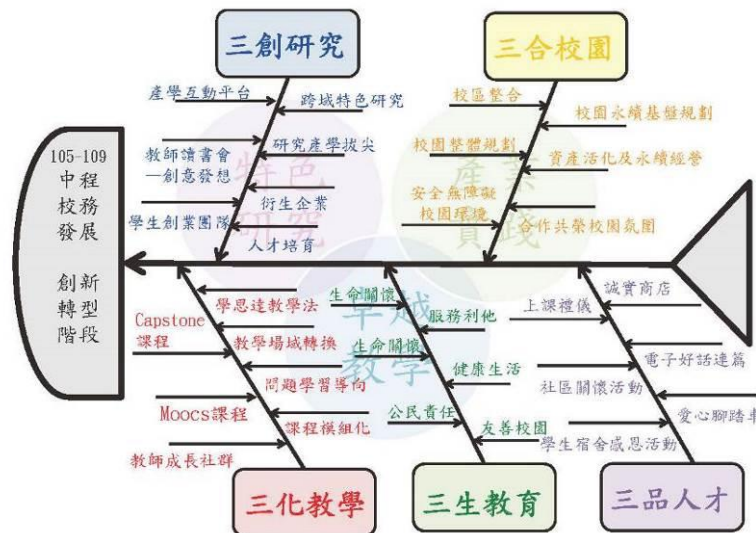 三創研究
三合校園
產學互動平台
跨域特色研究
教師讀書會
—創意發想
研究產學拔尖
衍生企業
學生創業團隊
人才培育
校區整合
校園永續基盤規劃
校園整體規劃
資產活化及永續經營
安全無障礙
校園環境
合作共榮校園氛圍
特色
研究
產業
實踐
卓越
教學
105-109
中程
校務
發展
創新
轉型
階段
學思達教學法
Capstone
課程
教學場域轉換
問題學習導向
Moocs課程
課程模組化
教師成長社群
生命關懷
服務利他
生命關懷
健康生活
公民責任
友善校園
誠實商店
上課禮儀
電子好話連篇
社區關懷活動
愛心腳踏車
學生宿舍感恩活動
三化教學
三生教育
三品人才